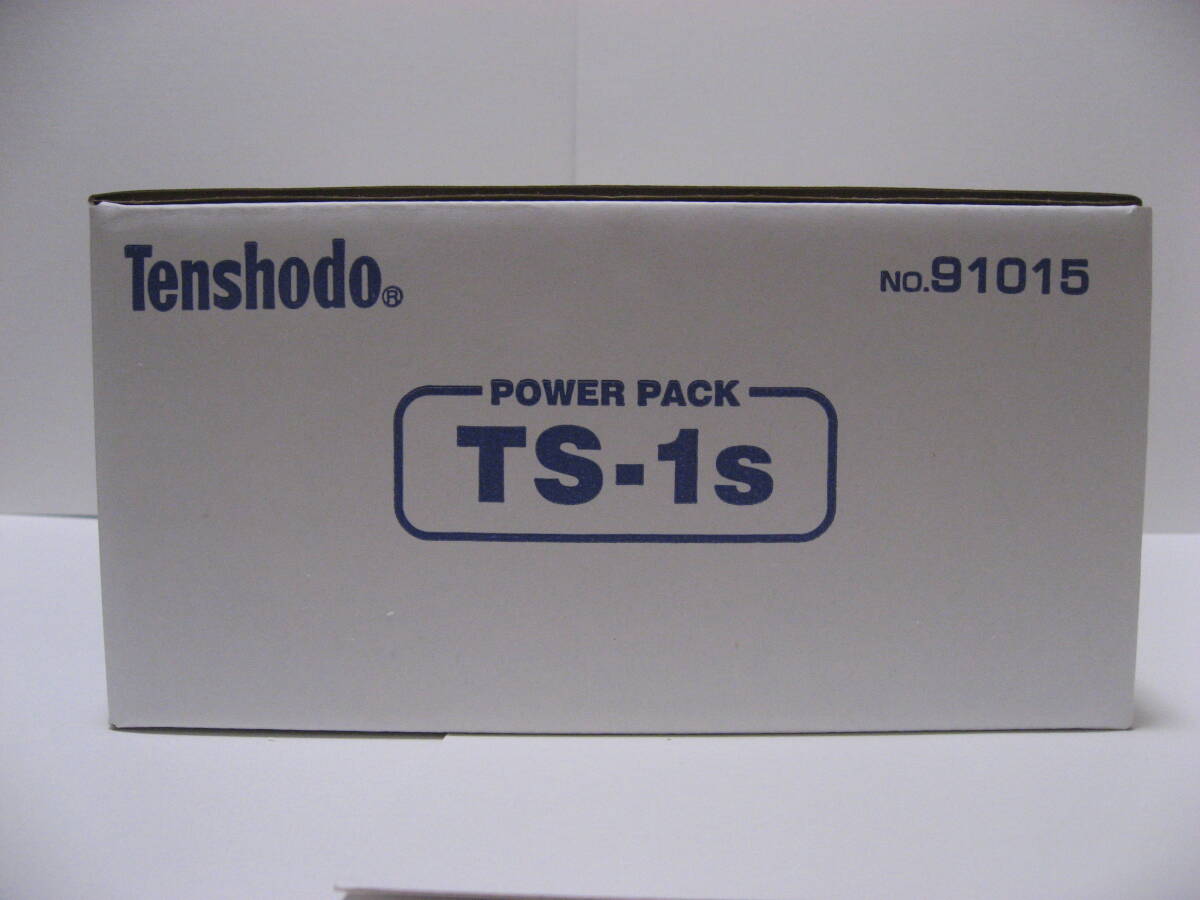 Tenshodo®
NO.91015
POWER PACK
TS-1s